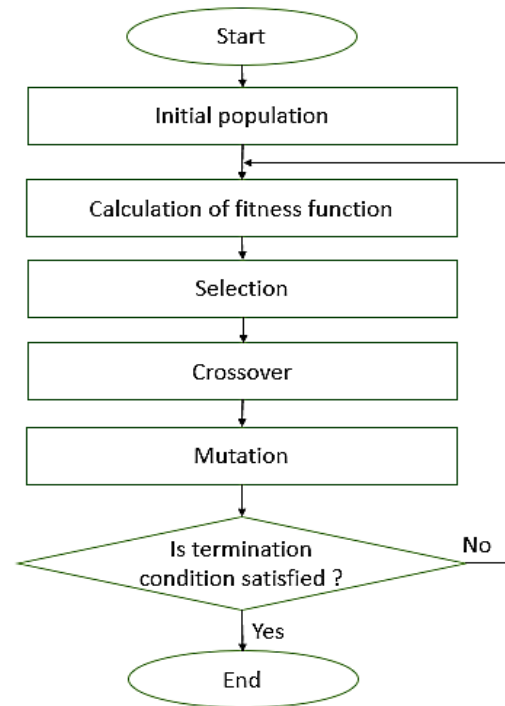 Start
Initial population
Calculation of fitness function
Selection
Crossover
Mutation
Is termination
condition satisfied ?
No
Yes
End